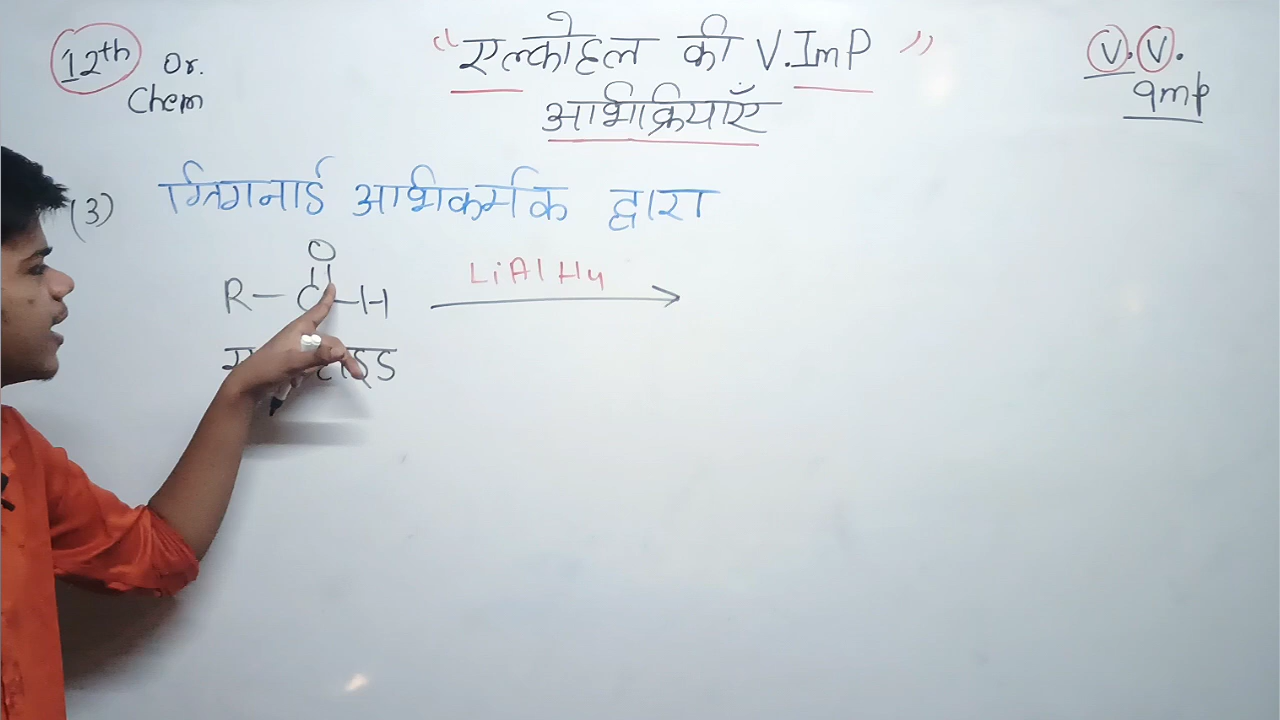 12th Or.
Chem
"एल्कोहल की V.Imp"
अभिक्रियाएँ
V.V.
Imp
(3) ग्रिगनार्ड अभिकर्मक द्वारा
O
R— C —H
LiAlH4